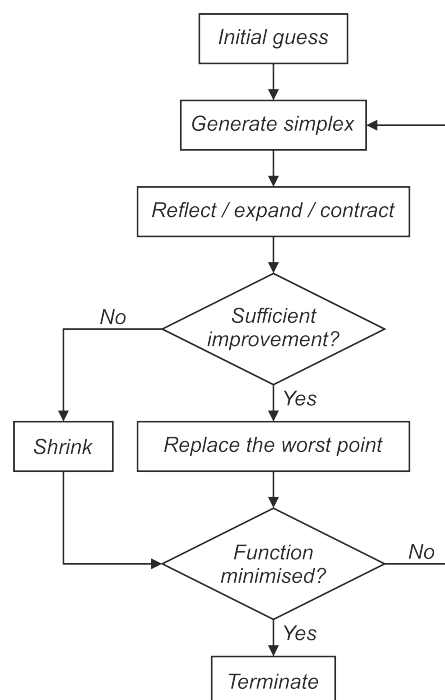 Initial guess
Generate simplex
Reflect / expand / contract
Sufficient
improvement?
No
Yes
Shrink
Replace the worst point
Function
minimised?
No
Yes
Terminate